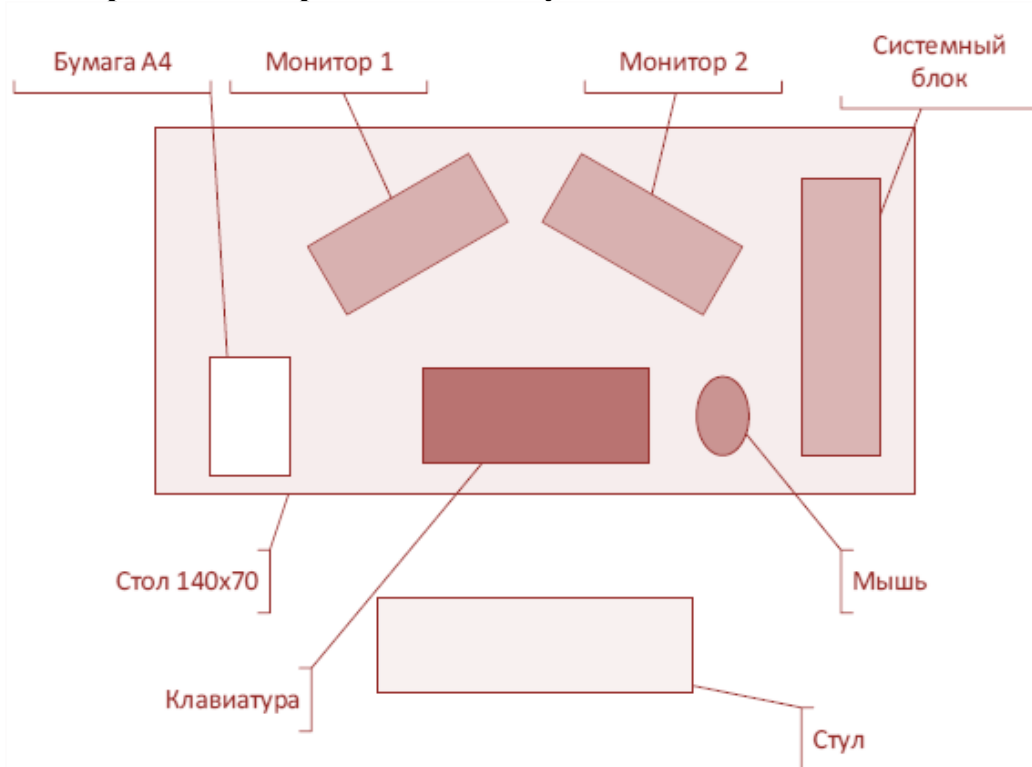 Бумага А4
Монитор 1
Монитор 2
Системный
блок
Стол 140х70
Мышь
Клавиатура
Стул